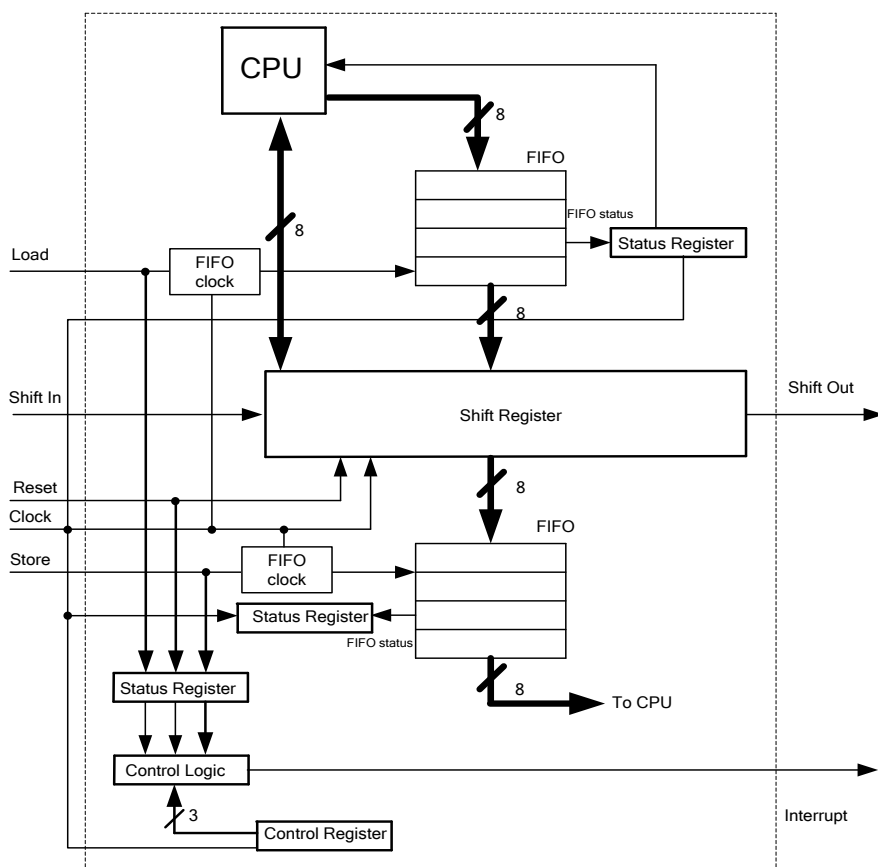 CPU
8
FIFO
8
FIFO status
Status Register
Load
FIFO
clock
8
Shift In
Shift Register
Shift Out
Reset
8
Clock
FIFO
Store
FIFO
clock
Status Register
FIFO status
Status Register
8
To CPU
Control Logic
3
Interrupt
Control Register